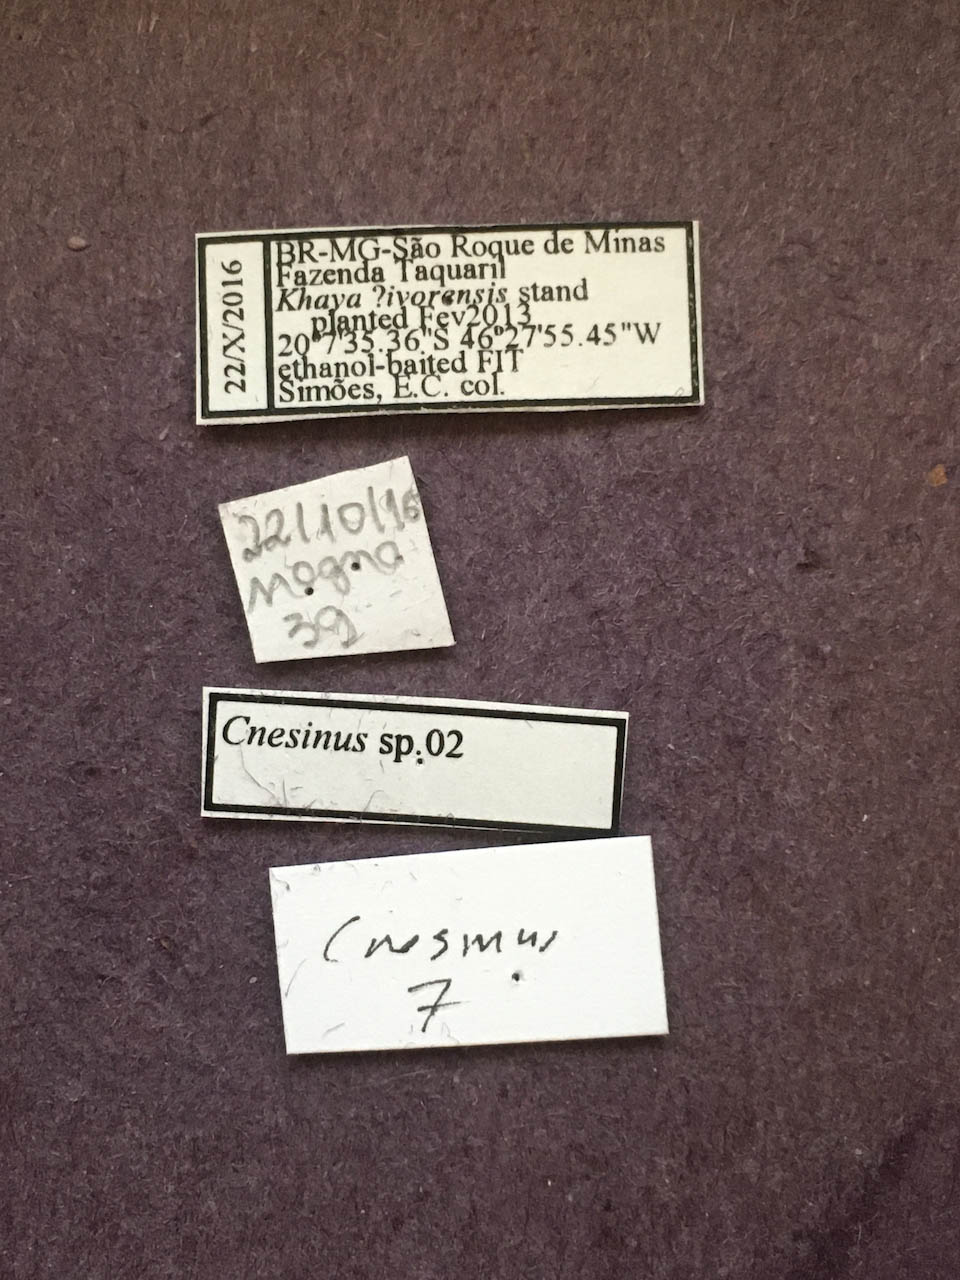 22/X/2016
BR-MG-São Roque de Minas
Fazenda Taquaril
Khaya ?ivorensis stand
planted Fev2013
20°7'35.36"S 46°27'55.45"W
ethanol-baited FIT
Simões, E.C. col.
22/10/16
Mogno
39
Cnesinus sp.02
Cnesinus
7